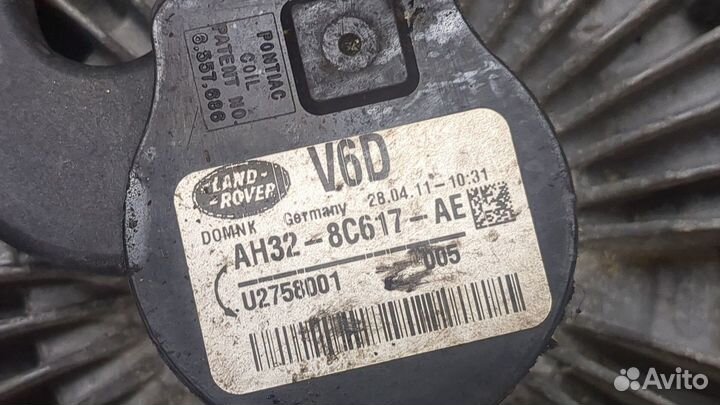 PONTIAC
COIL
PATENT NO.
6,557,686
V6D
LAND-
-ROVER
DOMNK Germany 28.04.11-10:31
AH32-8C617-AE
U2758001 005
Avito